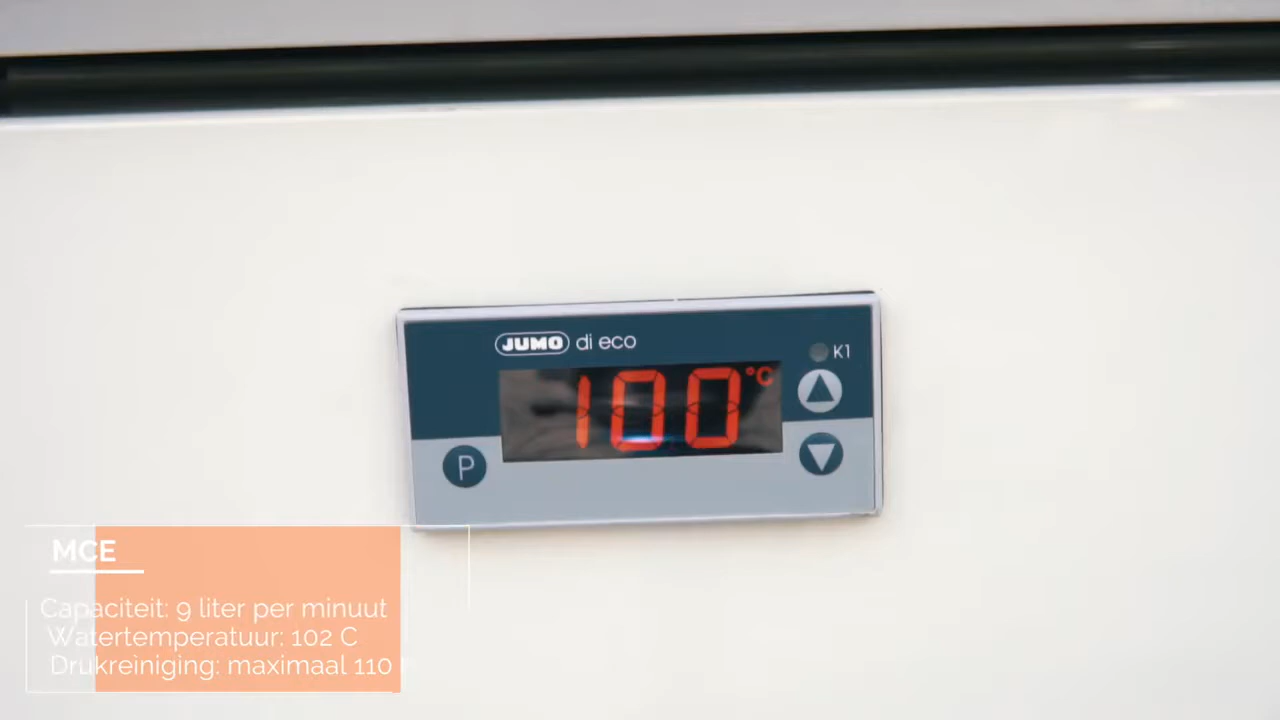 JUMO di eco
K1
100 °C
P
MCE
Capaciteit: 9 liter per minuut
Watertemperatuur: 102 C
Drukreiniging: maximaal 110